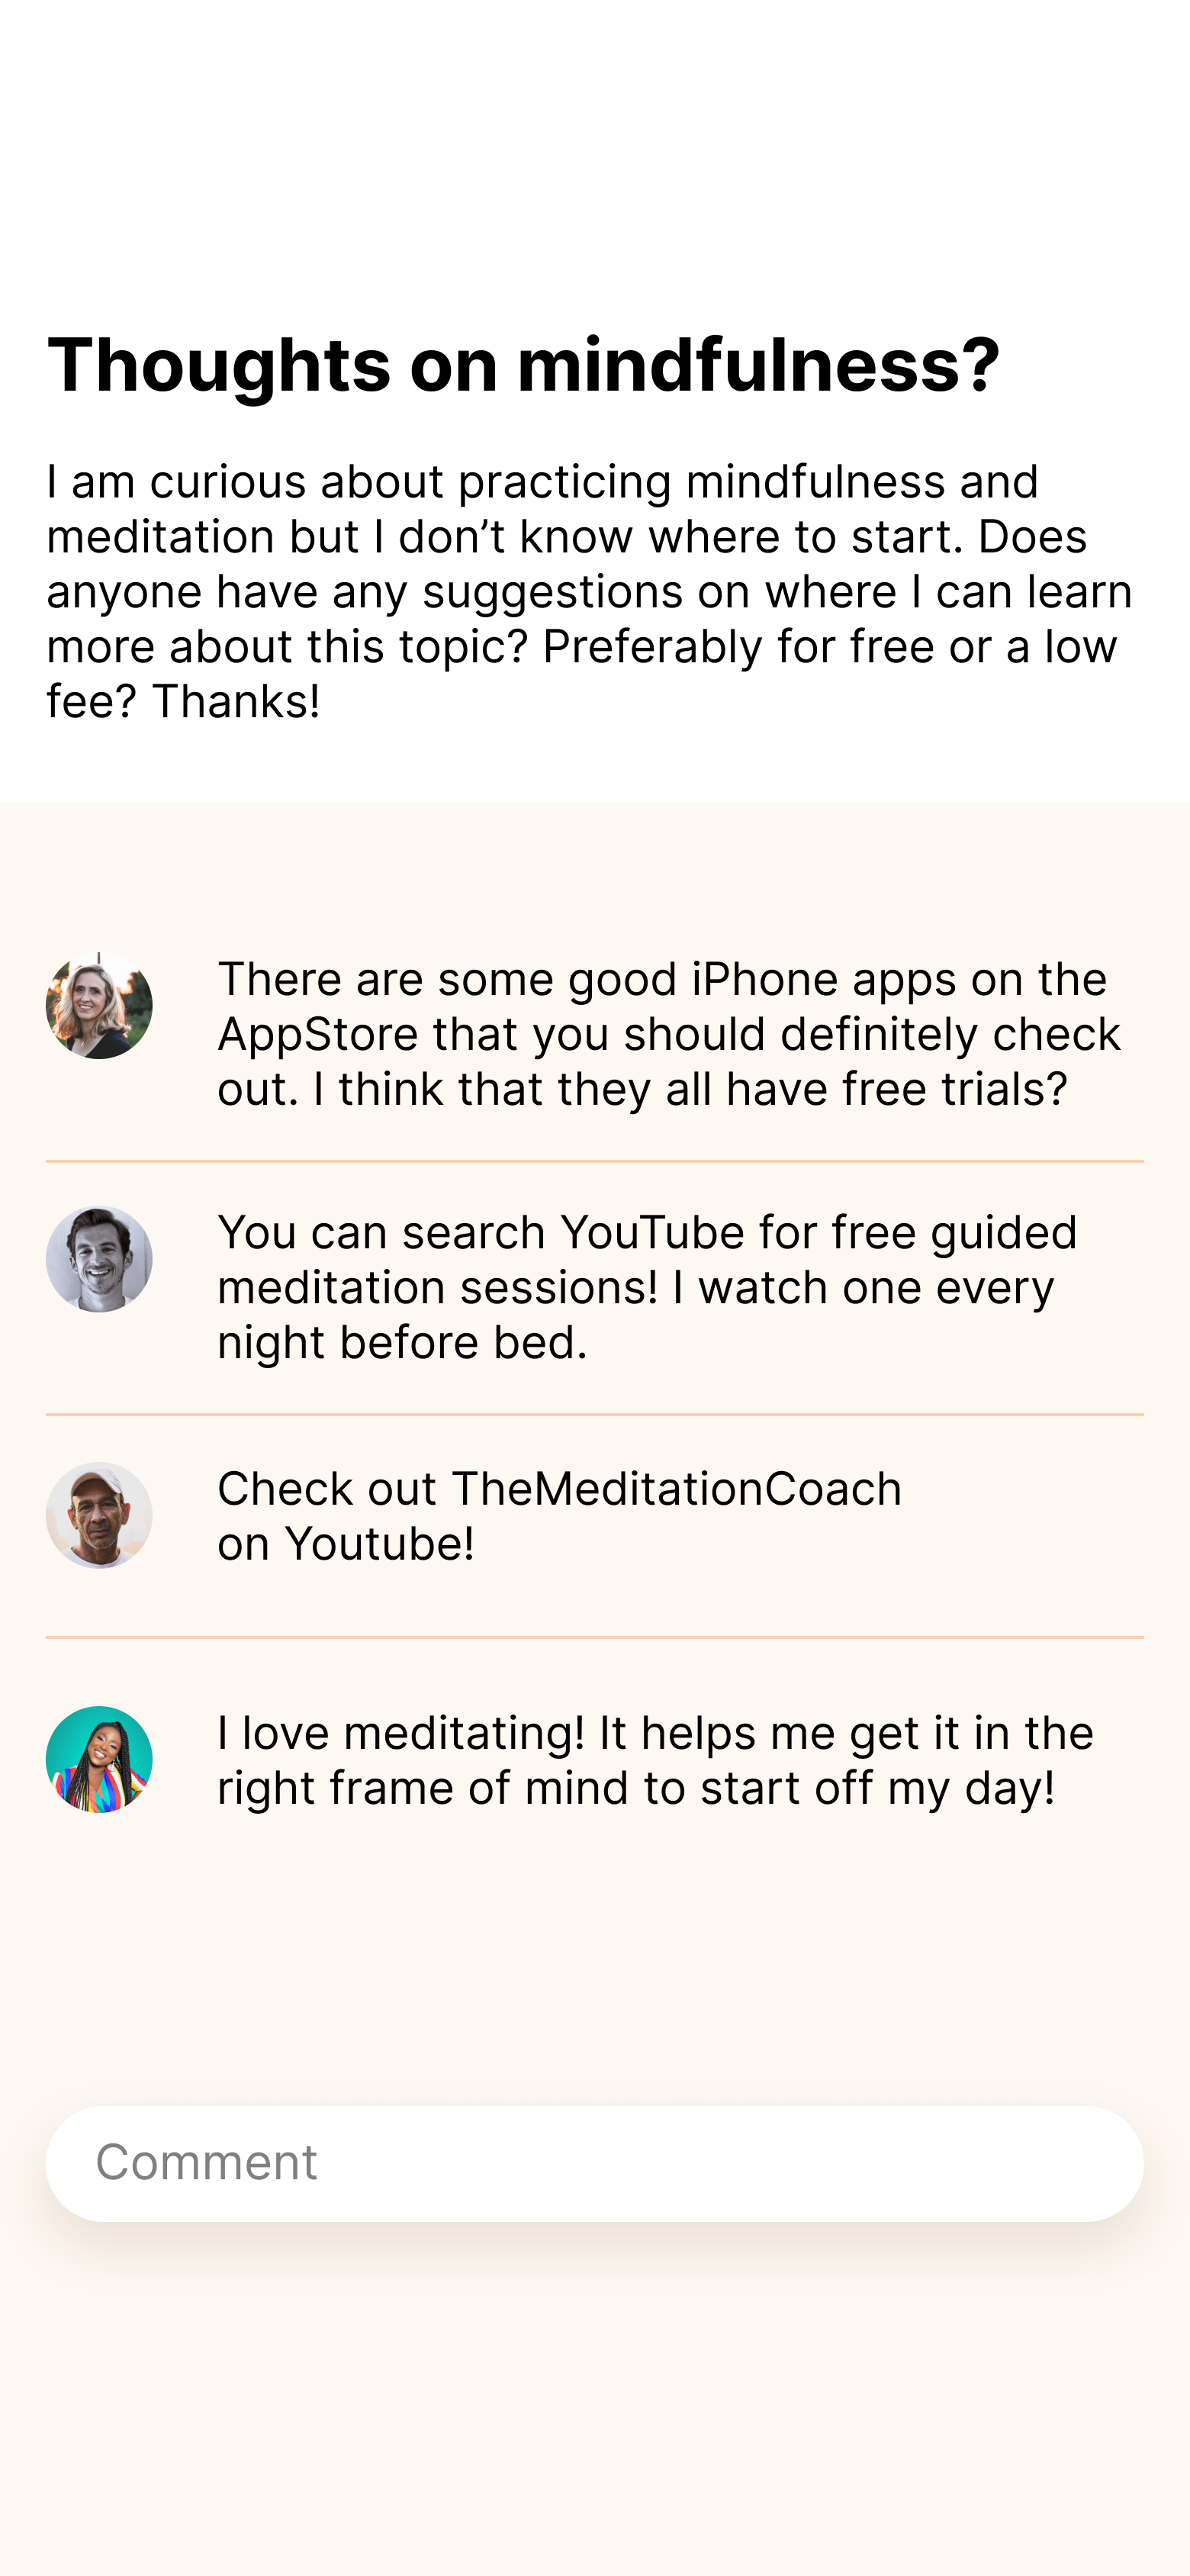 Thoughts on mindfulness?
I am curious about practicing mindfulness and
meditation but I don’t know where to start. Does
anyone have any suggestions on where I can learn
more about this topic? Preferably for free or a low
fee? Thanks!
There are some good iPhone apps on the
AppStore that you should definitely check
out. I think that they all have free trials?
You can search YouTube for free guided
meditation sessions! I watch one every
night before bed.
Check out TheMeditationCoach
on Youtube!
I love meditating! It helps me get it in the
right frame of mind to start off my day!
Comment